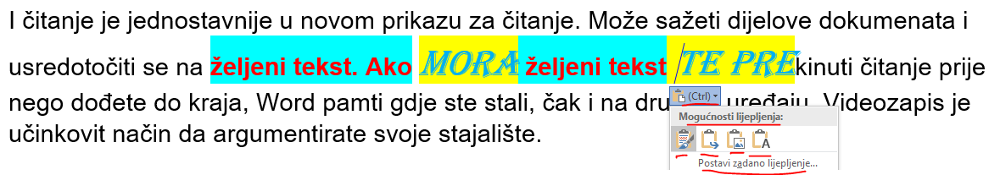 I čitanje je jednostavnije u novom prikazu za čitanje. Može sažeti dijelove dokumenata i
usredotočiti se na željeni tekst. Ako MORA željeni tekst TE PREkinuti čitanje prije
nego dođete do kraja, Word pamti gdje ste stali, čak i na dru uređaju. Videozapis je
(Ctrl)
učinkovit način da argumentirate svoje stajalište.
Mogućnosti lijepljenja:
A
Postavi zadano lijepljenje...